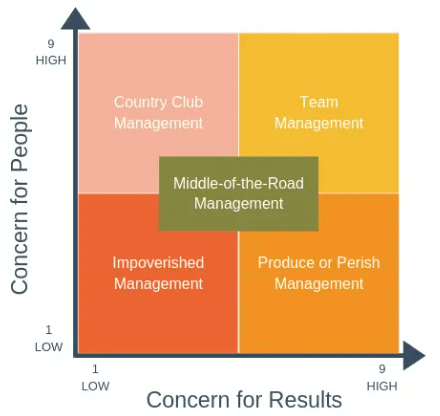 9
HIGH
Concern for People
Country Club
Management
Team
Management
Middle-of-the-Road
Management
Impoverished
Management
Produce or Perish
Management
1
LOW
1
LOW
9
HIGH
Concern for Results